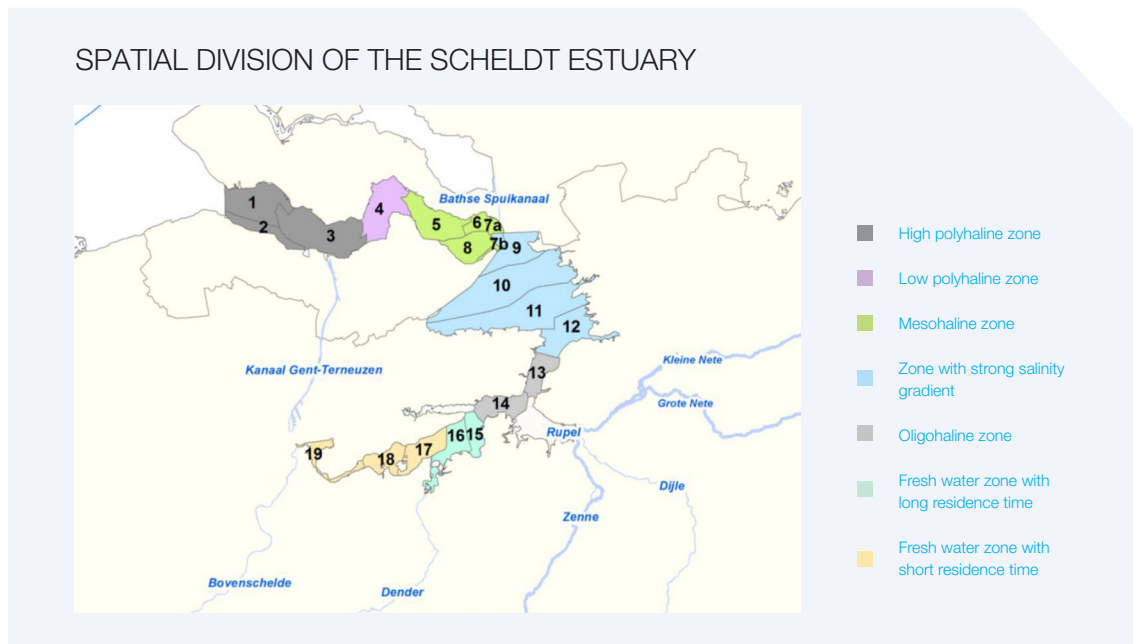 SPATIAL DIVISION OF THE SCHELDT ESTUARY
1
2
3
4
Bathse Spuikanaal
5
6
7a
7b
8
9
10
11
12
Kanaal Gent-Terneuzen
13
Kleine Nete
Grote Nete
14
Rupel
15
16
17
18
19
Dijle
Zenne
Bovenschelde
Dender
High polyhaline zone
Low polyhaline zone
Mesohaline zone
Zone with strong salinity
gradient
Oligohaline zone
Fresh water zone with
long residence time
Fresh water zone with
short residence time